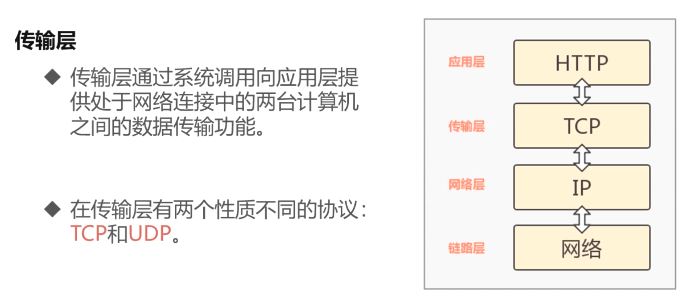 传输层
◆ 传输层通过系统调用向应用层提
供处于网络连接中的两台计算机
之间的数据传输功能。
◆ 在传输层有两个性质不同的协议：
TCP和UDP。
应用层 HTTP
传输层 TCP
网络层 IP
链路层 网络